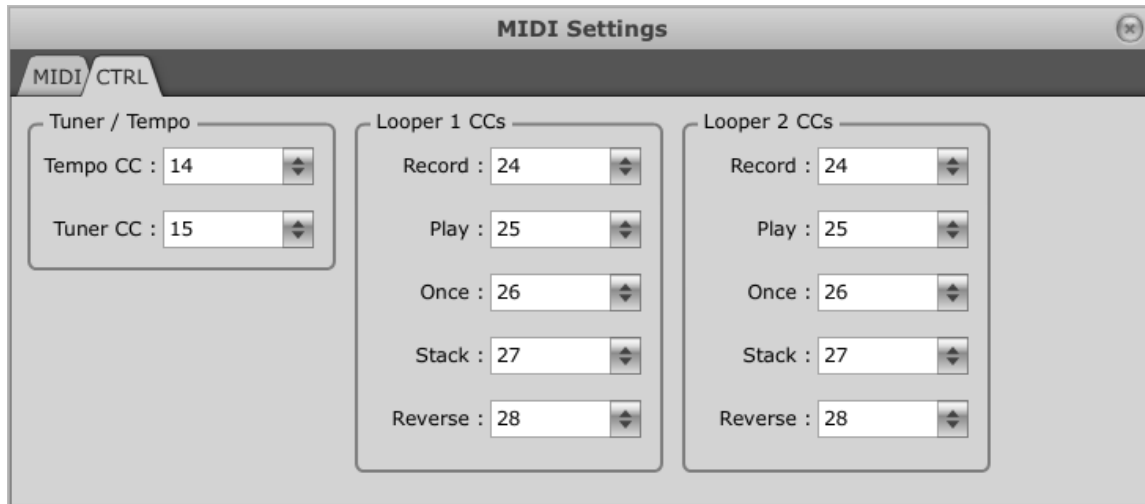 MIDI Settings
MIDI CTRL
Tuner / Tempo
Tempo CC : 14
Tuner CC : 15
Looper 1 CCs
Record : 24
Play : 25
Once : 26
Stack : 27
Reverse : 28
Looper 2 CCs
Record : 24
Play : 25
Once : 26
Stack : 27
Reverse : 28